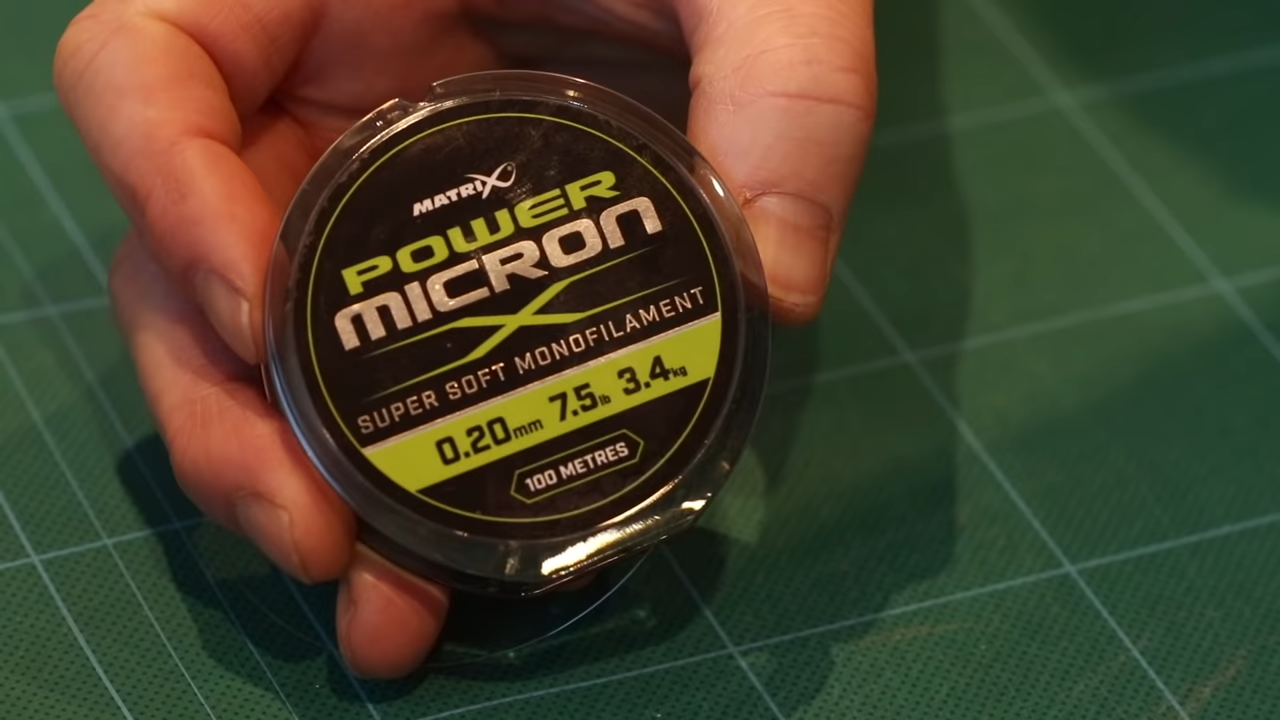 MATRIX
POWER
MICRON
X
SUPER SOFT MONOFILAMENT
0.20mm 7.5lb 3.4kg
100 METRES